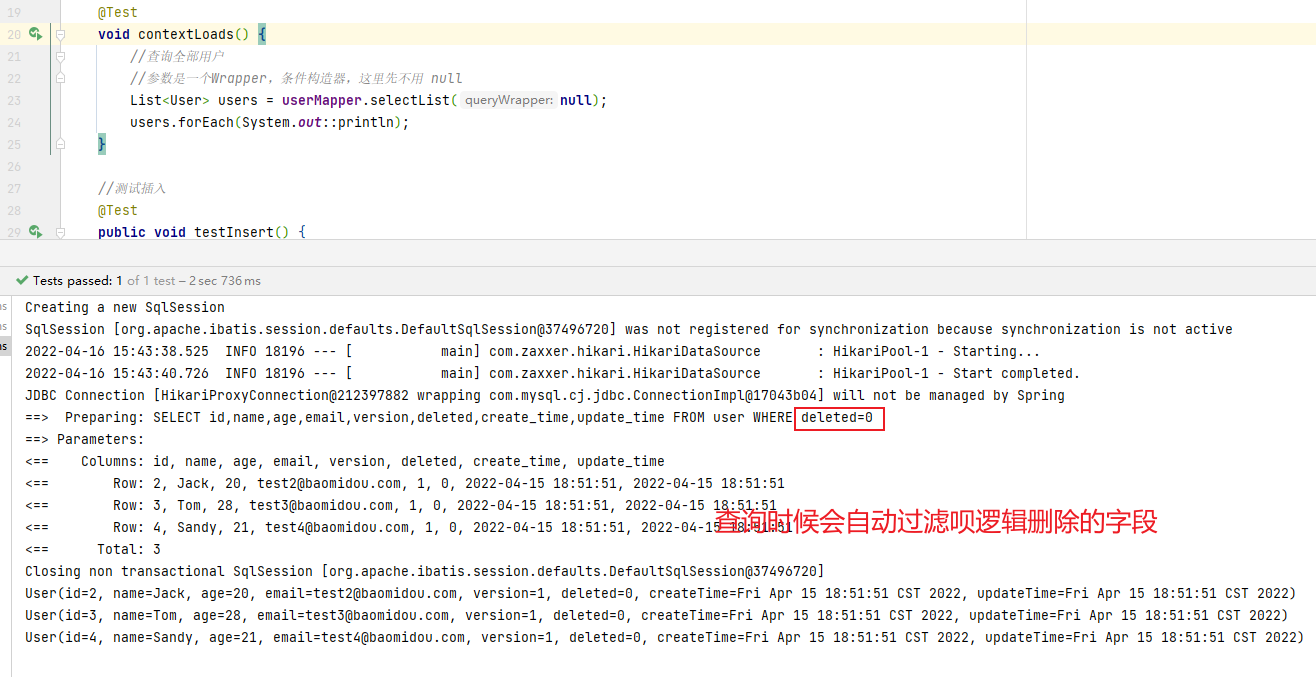 19 @Test
20 void contextLoads() {
21 //查询全部用户
22 //参数是一个Wrapper，条件构造器，这里先不用 null
23 List<User> users = userMapper.selectList( queryWrapper: null);
24 users.forEach(System.out::println);
25 }
26
27 //测试插入
28 @Test
29 public void testInsert() {
Tests passed: 1 of 1 test – 2 sec 736 ms
Creating a new SqlSession
SqlSession [org.apache.ibatis.session.defaults.DefaultSqlSession@37496720] was not registered for synchronization because synchronization is not active
2022-04-16 15:43:38.525  INFO 18196 --- [           main] com.zaxxer.hikari.HikariDataSource       : HikariPool-1 - Starting...
2022-04-16 15:43:40.726  INFO 18196 --- [           main] com.zaxxer.hikari.HikariDataSource       : HikariPool-1 - Start completed.
JDBC Connection [HikariProxyConnection@212397882 wrapping com.mysql.cj.jdbc.ConnectionImpl@17043b04] will not be managed by Spring
==>  Preparing: SELECT id,name,age,email,version,deleted,create_time,update_time FROM user WHERE deleted=0
==> Parameters:
<==    Columns: id, name, age, email, version, deleted, create_time, update_time
<==        Row: 2, Jack, 20, test2@baomidou.com, 1, 0, 2022-04-15 18:51:51, 2022-04-15 18:51:51
<==        Row: 3, Tom, 28, test3@baomidou.com, 1, 0, 2022-04-15 18:51:51, 2022-04-15 18:51:51
查询时候会自动过滤呗逻辑删除的字段
<==        Row: 4, Sandy, 21, test4@baomidou.com, 1, 0, 2022-04-15 18:51:51, 2022-04-15 18:51:51
<==      Total: 3
Closing non transactional SqlSession [org.apache.ibatis.session.defaults.DefaultSqlSession@37496720]
User(id=2, name=Jack, age=20, email=test2@baomidou.com, version=1, deleted=0, createTime=Fri Apr 15 18:51:51 CST 2022, updateTime=Fri Apr 15 18:51:51 CST 2022)
User(id=3, name=Tom, age=28, email=test3@baomidou.com, version=1, deleted=0, createTime=Fri Apr 15 18:51:51 CST 2022, updateTime=Fri Apr 15 18:51:51 CST 2022)
User(id=4, name=Sandy, age=21, email=test4@baomidou.com, version=1, deleted=0, createTime=Fri Apr 15 18:51:51 CST 2022, updateTime=Fri Apr 15 18:51:51 CST 2022)